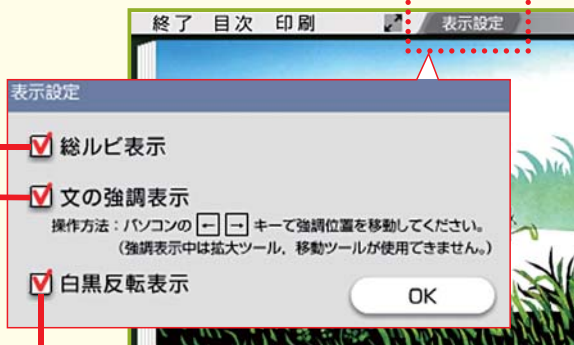 終了 目次 印刷 表示設定
表示設定
総ルビ表示
文の強調表示
操作方法：パソコンの ← → キーで強調位置を移動してください。
（強調表示中は拡大ツール，移動ツールが使用できません。）
白黒反転表示
OK